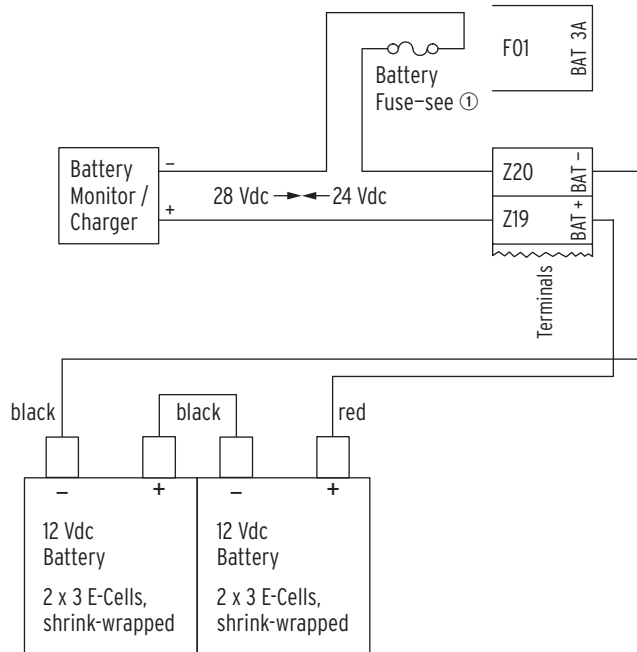 F01
BAT 3A
Battery
Fuse–see ①
Battery
Monitor /
Charger
–
+
28 Vdc
24 Vdc
Z20
BAT –
Z19
BAT +
Terminals
black
black
red
–
+
–
+
12 Vdc
Battery
2 x 3 E-Cells,
shrink-wrapped
12 Vdc
Battery
2 x 3 E-Cells,
shrink-wrapped